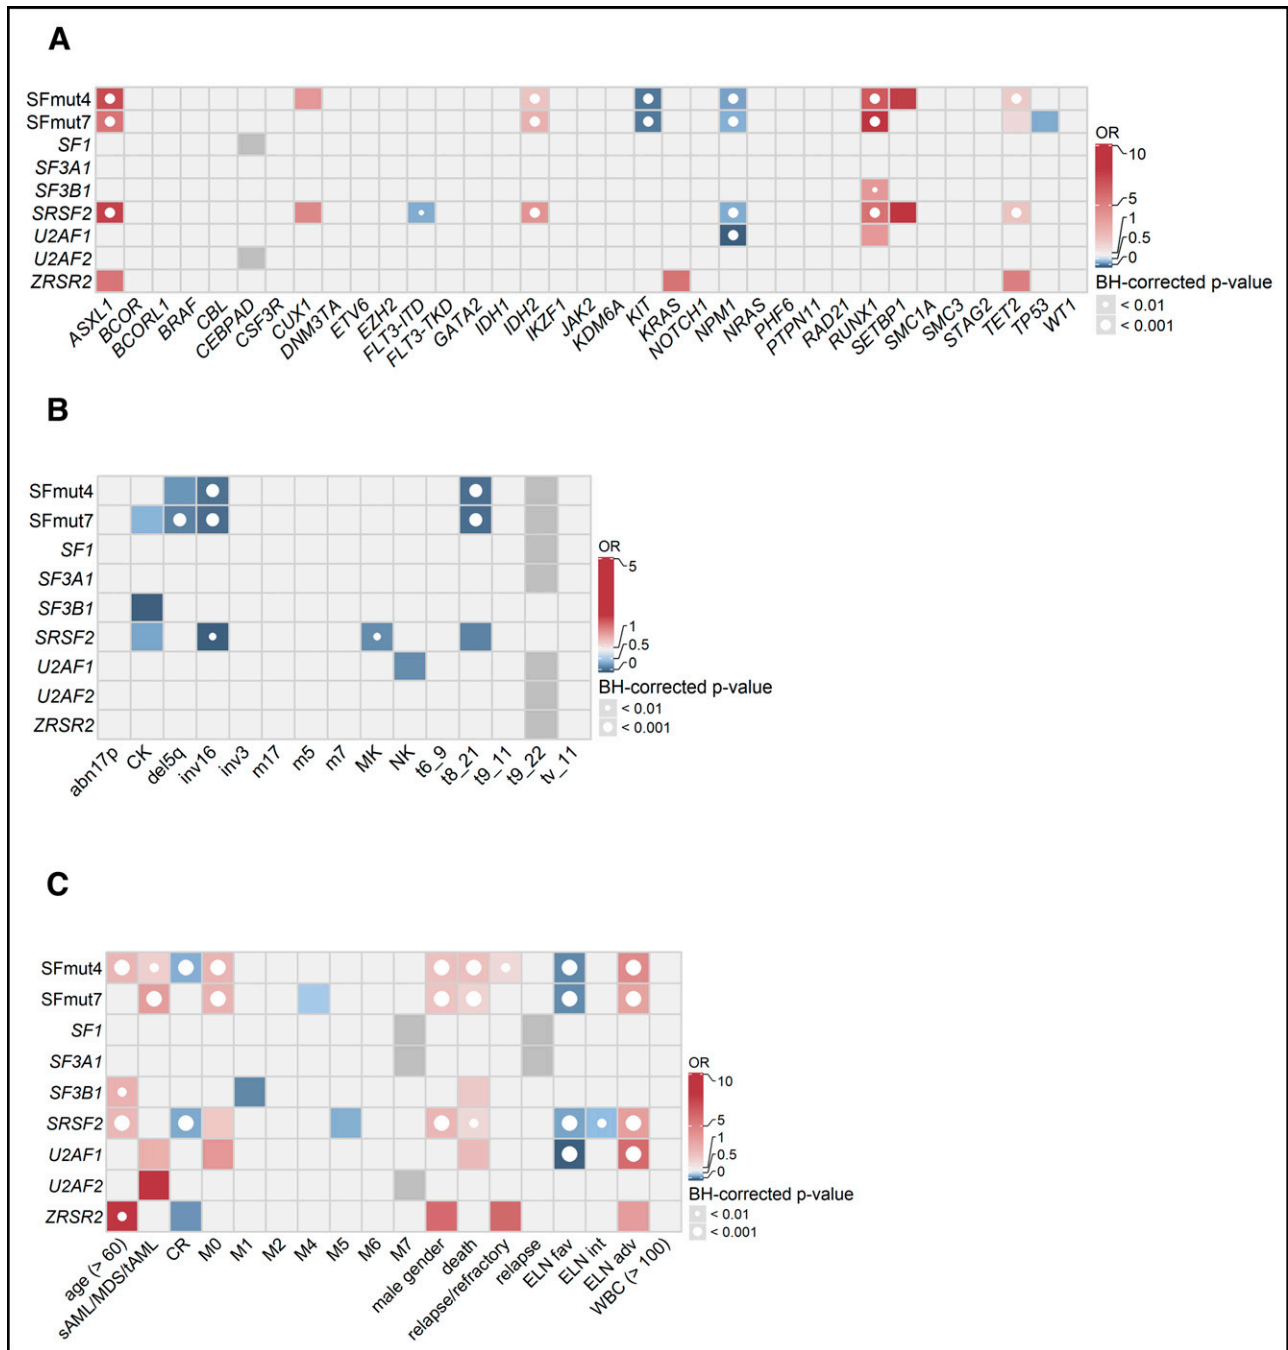 A
SFmut4
SFmut7
SF1
SF3A1
SF3B1
SRSF2
U2AF1
U2AF2
ZRSR2
ASXL1
BCOR
BCORL1
BRAF
CBL
CEBPAD
CSF3R
CUX1
DNM3TA
ETV6
EZH2
FLT3-ITD
FLT3-TKD
GATA2
IDH1
IDH2
IKZF1
JAK2
KDM6A
KIT
KRAS
NOTCH1
NPM1
NRAS
PHF6
PTPN11
RAD21
RUNX1
SETBP1
SMC1A
SMC3
STAG2
TET2
TP53
WT1
OR
10
5
1
0.5
0
BH-corrected p-value
< 0.01
< 0.001
B
SFmut4
SFmut7
SF1
SF3A1
SF3B1
SRSF2
U2AF1
U2AF2
ZRSR2
abn17p
CK
del5q
inv16
inv3
m17
m5
m7
MK
NK
t6_9
t8_21
t9_11
t9_22
tv_11
OR
5
1
0.5
0
BH-corrected p-value
< 0.01
< 0.001
C
SFmut4
SFmut7
SF1
SF3A1
SF3B1
SRSF2
U2AF1
U2AF2
ZRSR2
age (> 60)
sAML/MDS/tAML
CR
M0
M1
M2
M4
M5
M6
M7
male gender
death
relapse/refractory
relapse
ELN fav
ELN int
ELN adv
WBC (> 100)
OR
10
5
1
0.5
0
BH-corrected p-value
< 0.01
< 0.001